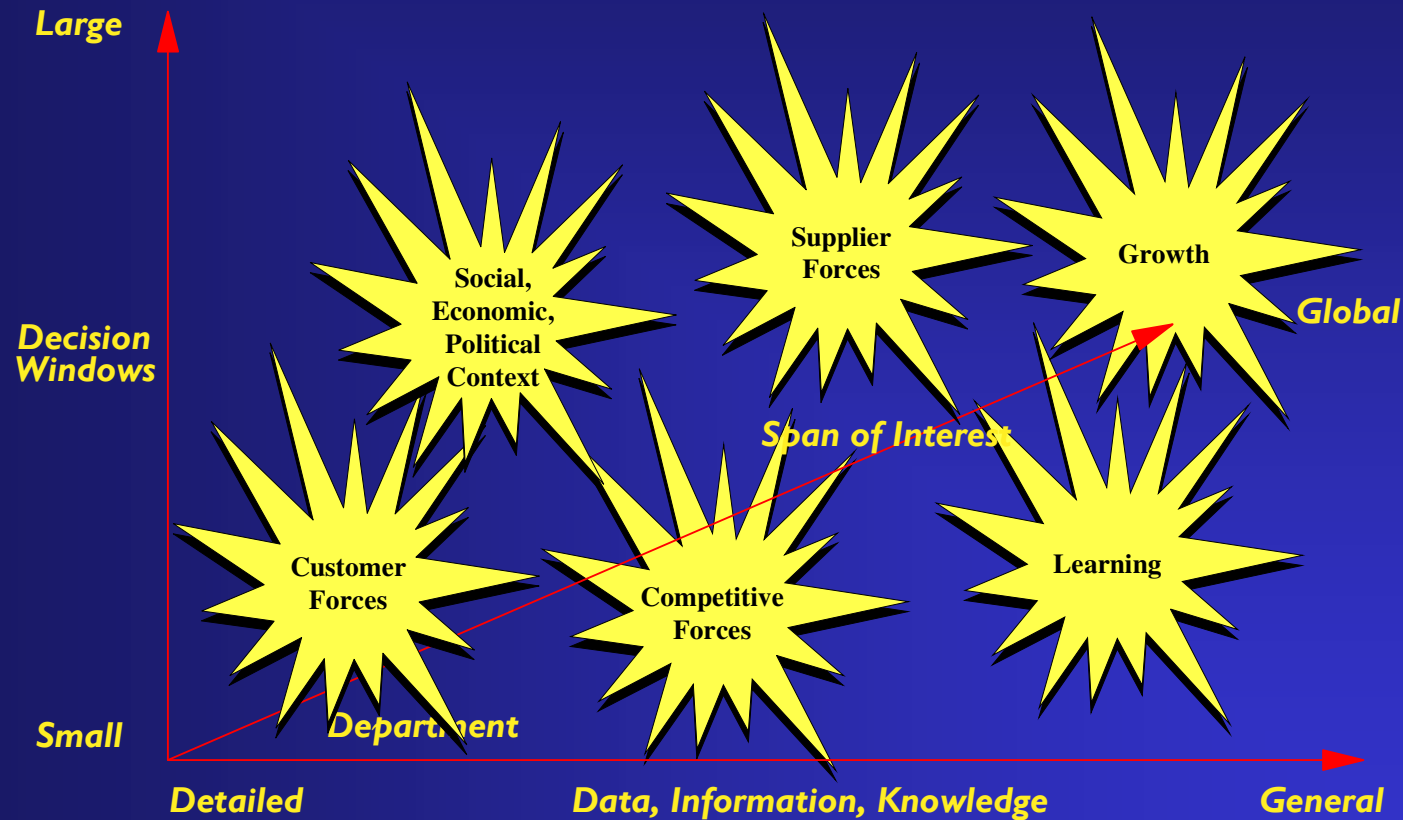 Large
Supplier
Forces
Growth
Social,
Economic,
Political
Context
Global
Decision
Windows
Span of Interest
Customer
Forces
Competitive
Forces
Learning
Department
Small
Detailed
Data, Information, Knowledge
General